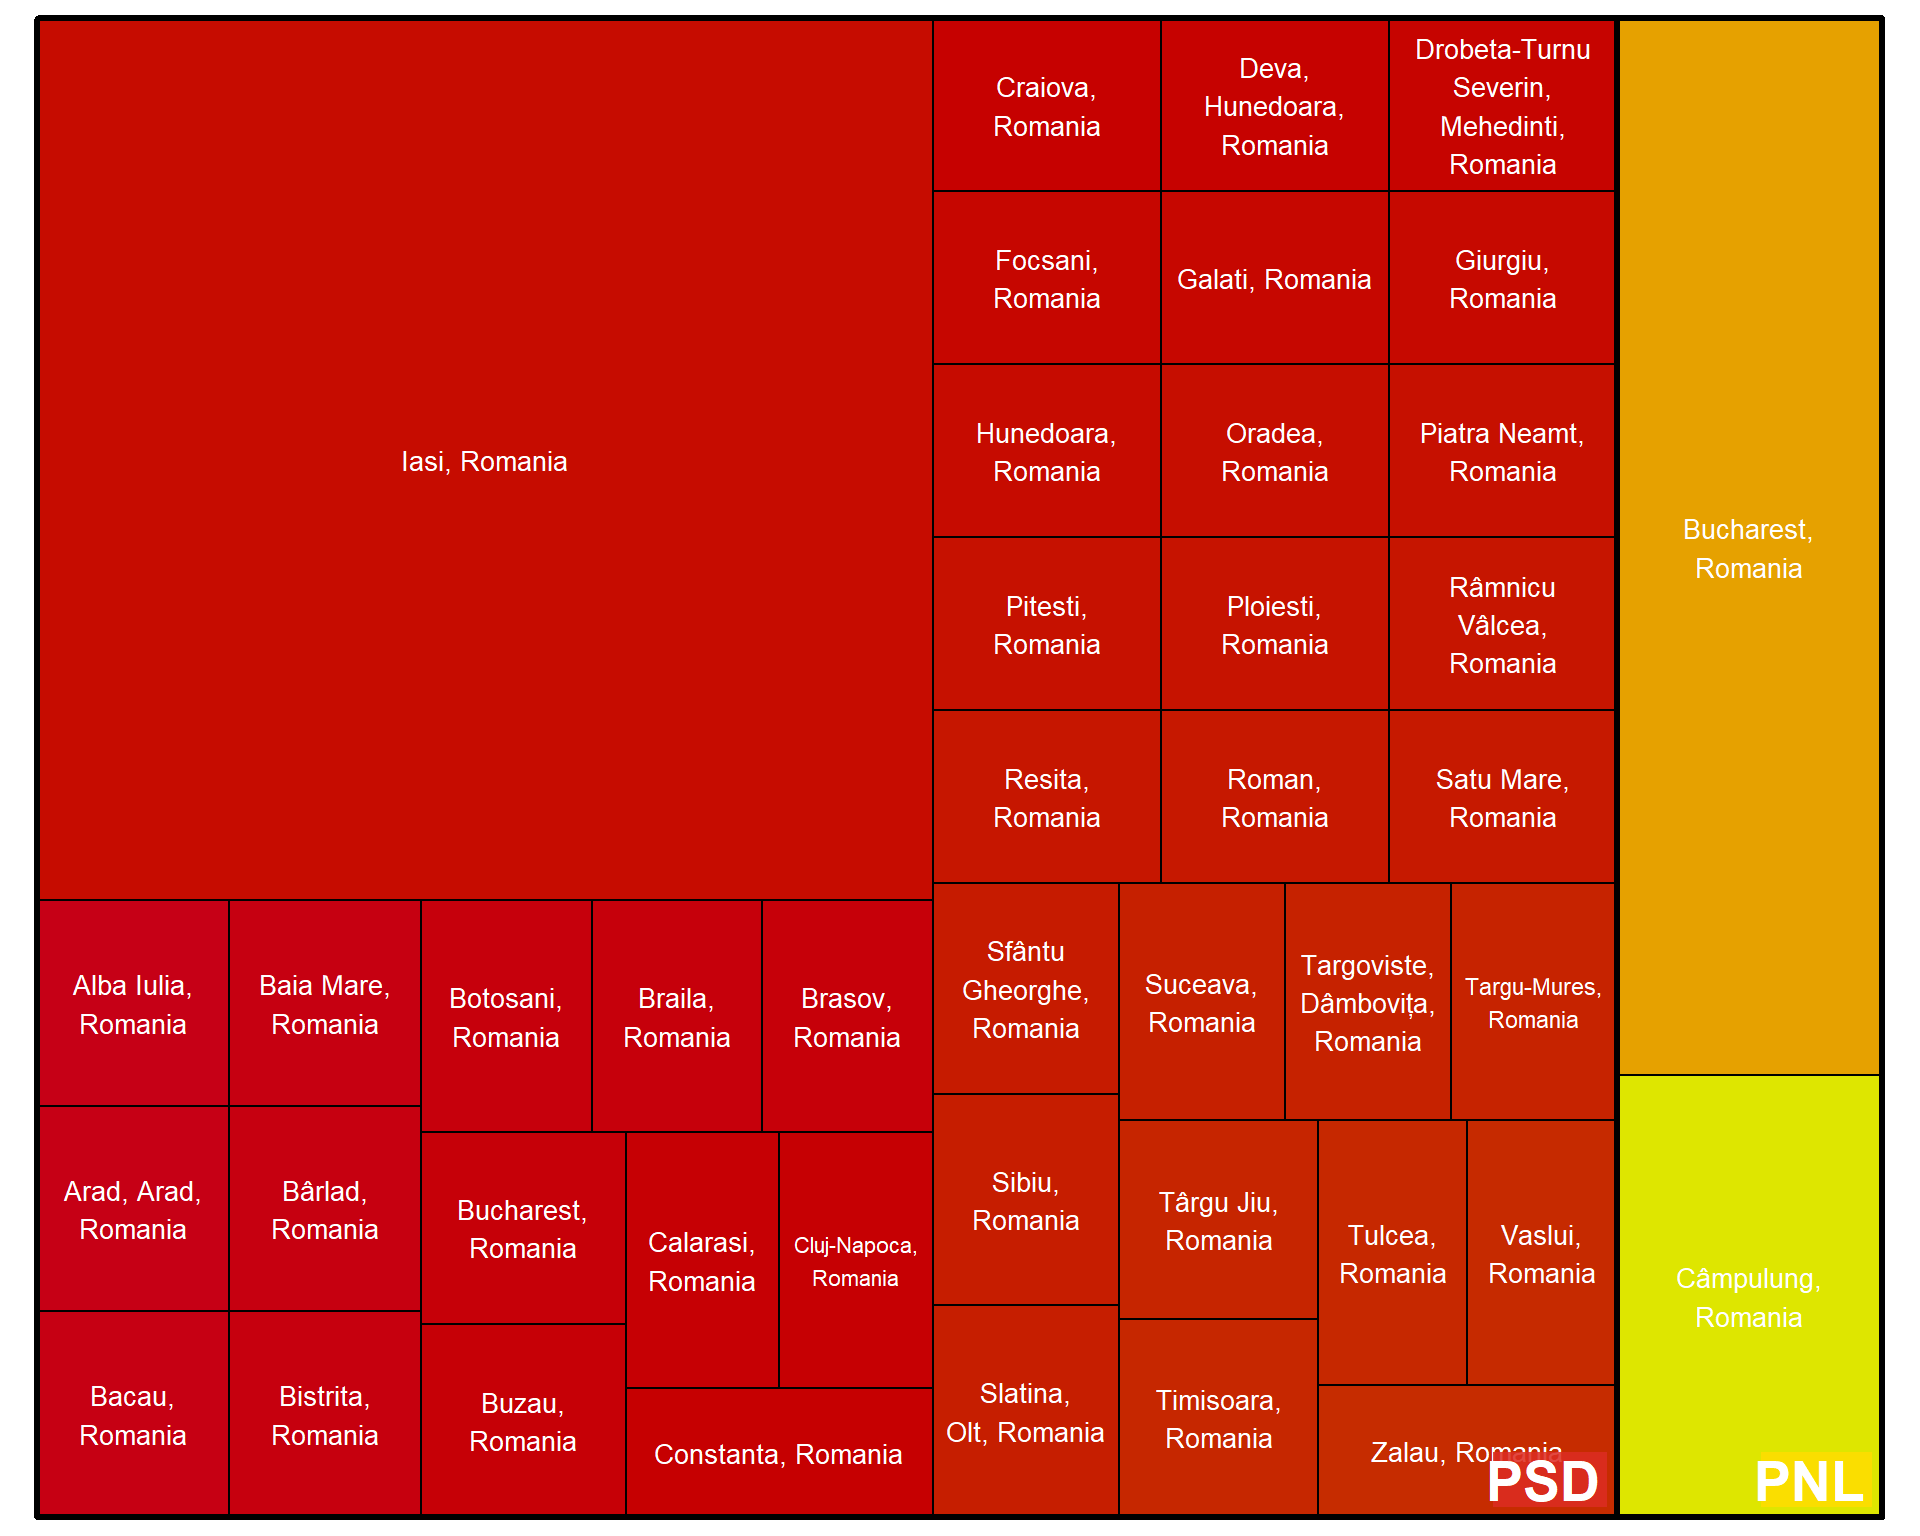 Iasi, Romania
Craiova,
Romania
Deva,
Hunedoara,
Romania
Drobeta-Turnu
Severin,
Mehedinti,
Romania
Focsani,
Romania
Galati, Romania
Giurgiu,
Romania
Hunedoara,
Romania
Oradea,
Romania
Piatra Neamt,
Romania
Pitesti,
Romania
Ploiesti,
Romania
Râmnicu
Vâlcea,
Romania
Resita,
Romania
Roman,
Romania
Satu Mare,
Romania
Alba Iulia,
Romania
Baia Mare,
Romania
Botosani,
Romania
Braila,
Romania
Brasov,
Romania
Arad, Arad,
Romania
Bârlad,
Romania
Bucharest,
Romania
Calarasi,
Romania
Cluj-Napoca,
Romania
Bacau,
Romania
Bistrita,
Romania
Buzau,
Romania
Constanta, Romania
Sfântu
Gheorghe,
Romania
Suceava,
Romania
Targoviste,
Dâmbovița,
Romania
Targu-Mures,
Romania
Sibiu,
Romania
Târgu Jiu,
Romania
Tulcea,
Romania
Vaslui,
Romania
Slatina,
Olt, Romania
Timisoara,
Romania
Zalau, Romania
PSD
Bucharest,
Romania
Câmpulung,
Romania
PNL